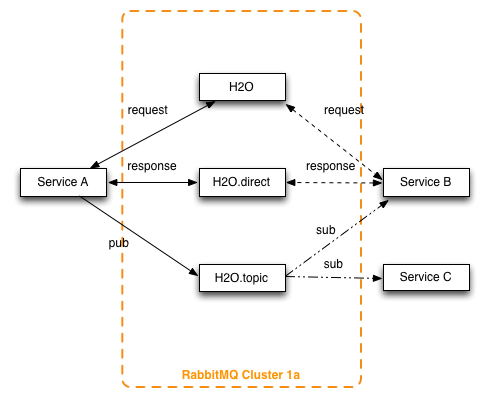 H2O
request
request
Service A
response
H2O.direct
response
Service B
pub
sub
H2O.topic
sub
Service C
RabbitMQ Cluster 1a